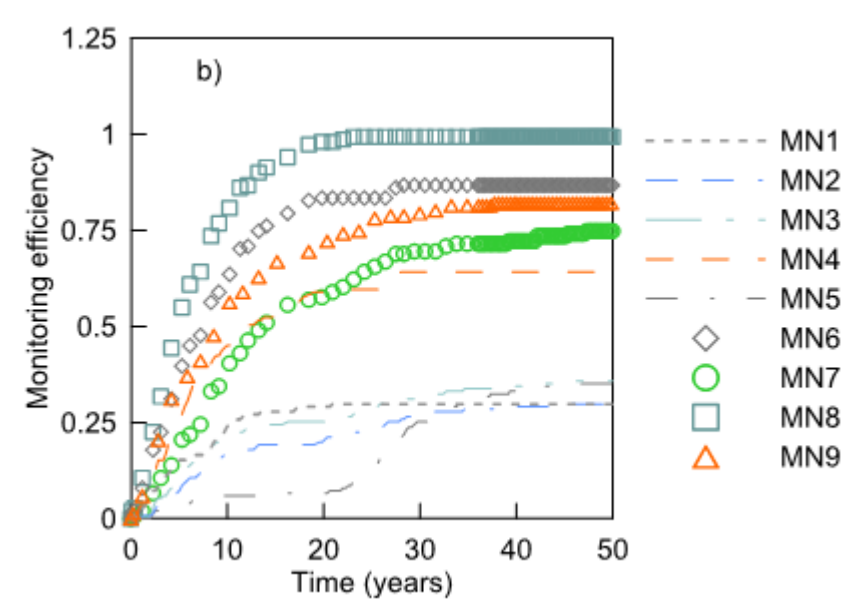 1.25
b)
1
0.75
0.5
0.25
0
Monitoring efficiency
0 10 20 30 40 50
Time (years)
MN1
MN2
MN3
MN4
MN5
MN6
MN7
MN8
MN9